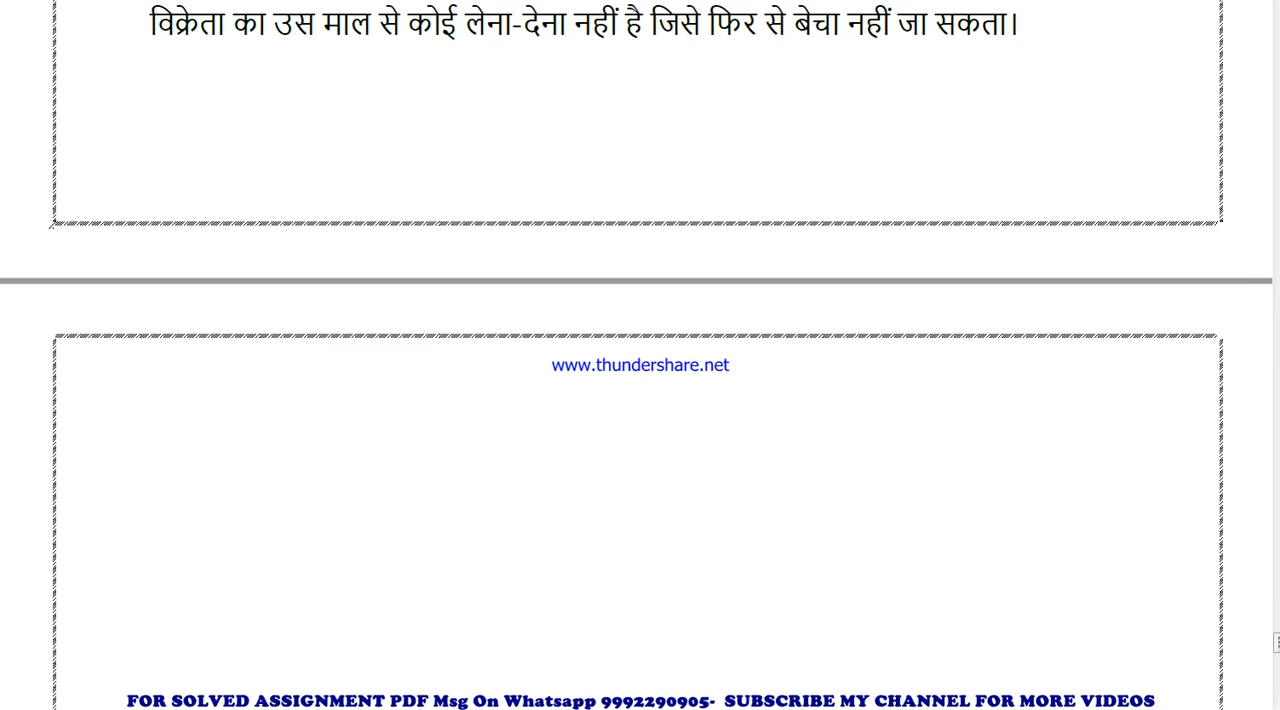 विक्रेता का उस माल से कोई लेना-देना नहीं है जिसे फिर से बेचा नहीं जा सकता।
www.thundershare.net
FOR SOLVED ASSIGNMENT PDF Msg On Whatsapp 9992290905- SUBSCRIBE MY CHANNEL FOR MORE VIDEOS